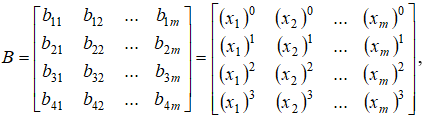 B = [b₁₁ b₁₂ ... b₁ₘ; b₂₁ b₂₂ ... b₂ₘ; b₃₁ b₃₂ ... b₃ₘ; b₄₁ b₄₂ ... b₄ₘ] = [(x₁)⁰ (x₂)⁰ ... (xₘ)⁰; (x₁)¹ (x₂)¹ ... (xₘ)¹; (x₁)² (x₂)² ... (xₘ)²; (x₁)³ (x₂)³ ... (xₘ)³],